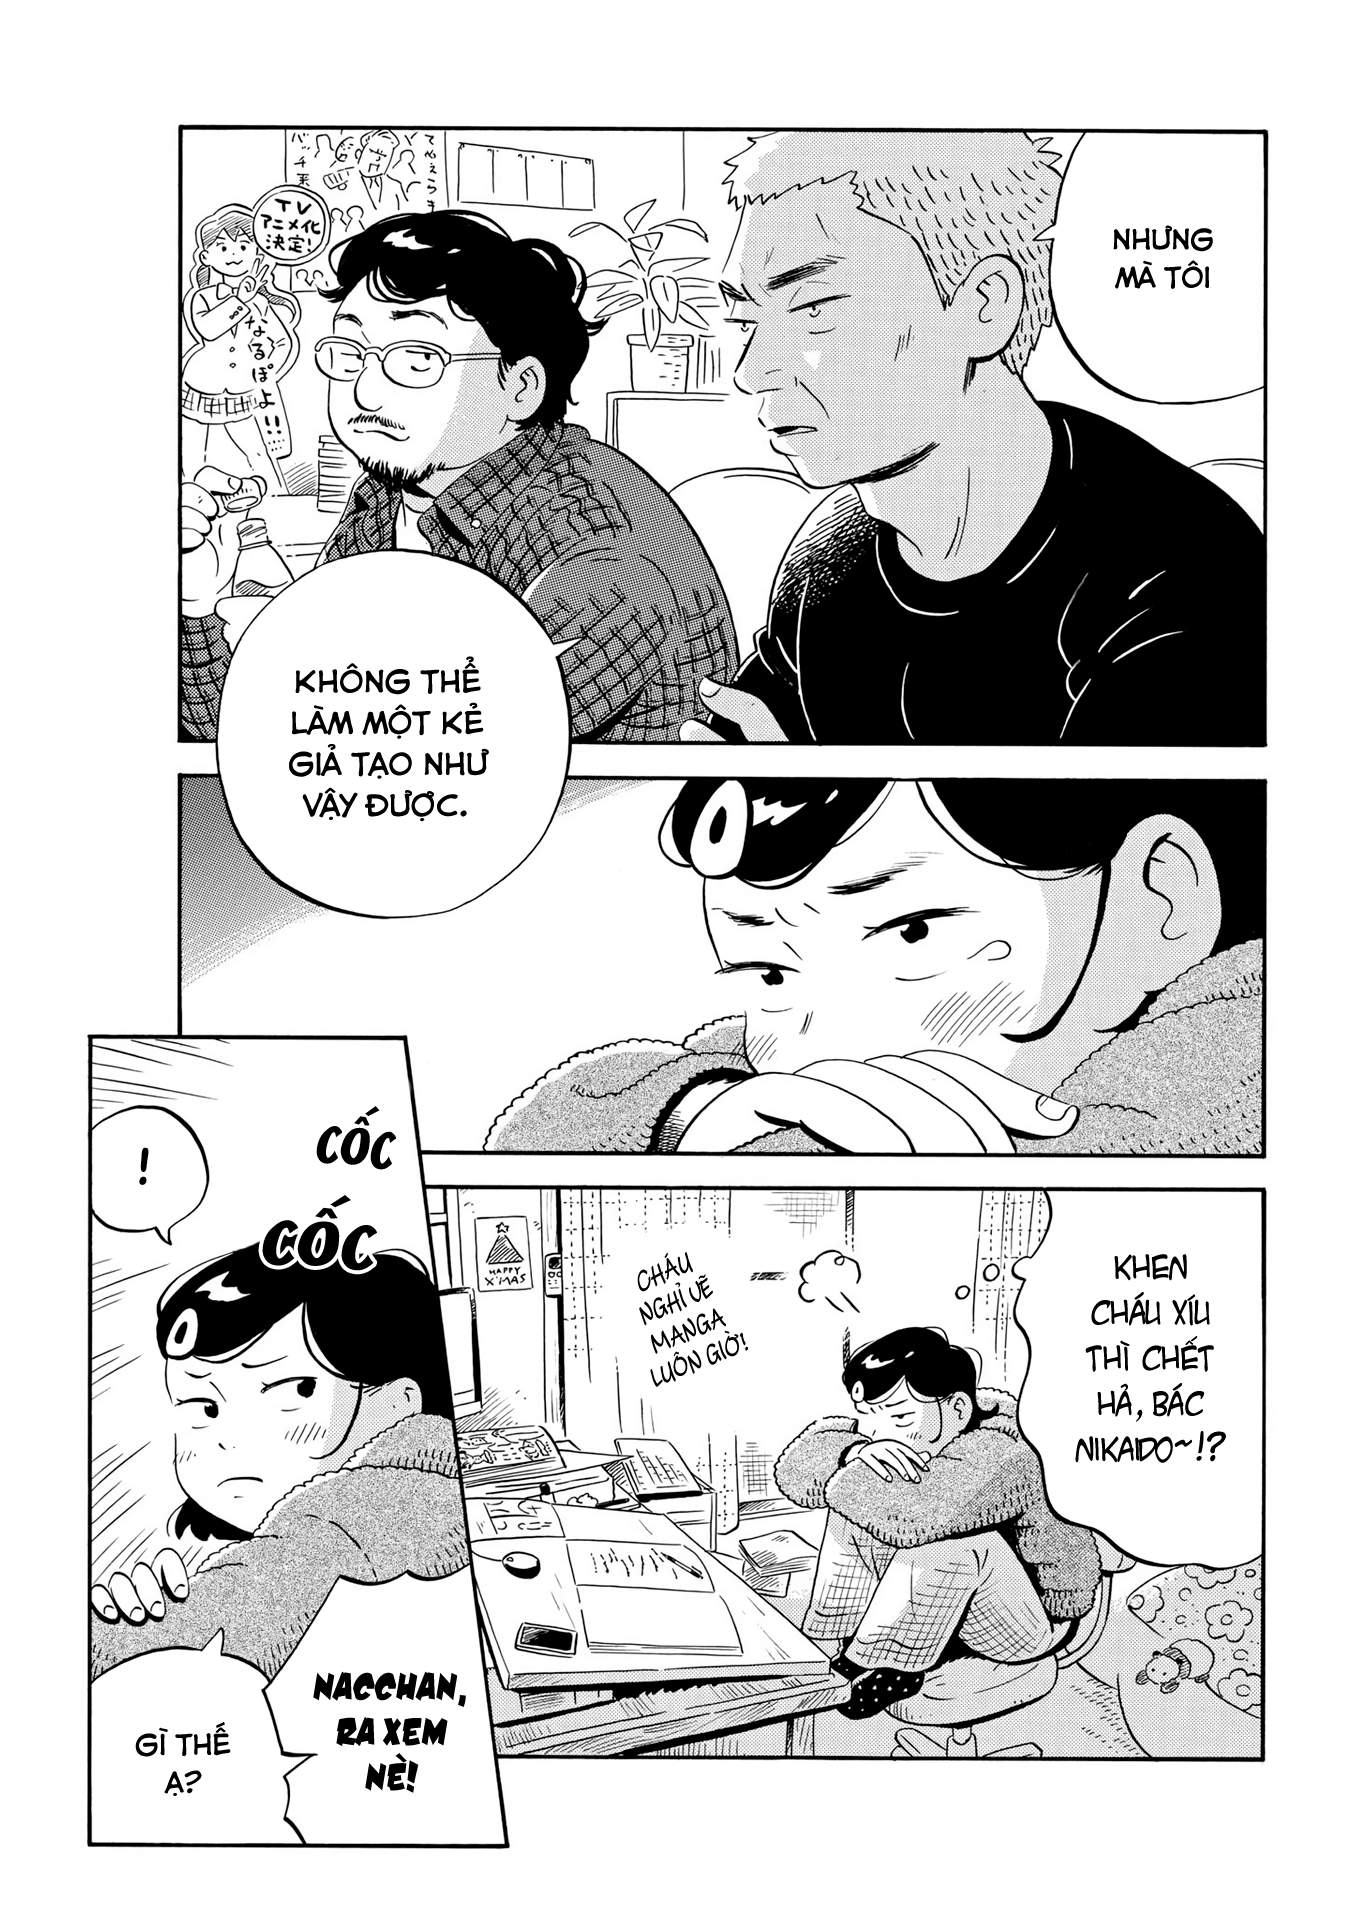 NHƯNG
MÀ TÔI
TV
アニメ化
決定!
なるぽよ!!
KHÔNG THỂ
LÀM MỘT KẺ
GIẢ TẠO NHƯ
VẬY ĐƯỢC.
KHEN
CHÁU XÍU
THÌ CHẾT
HẢ, BÁC
NIKAIDO~!?
CHÁU
NGHỈ VẼ
MANGA
LUÔN GIỜ!
HAPPY
X'MAS
CỐC
CỐC
!
NACCHAN,
RA XEM
NÈ!
GÌ THẾ
Ạ?